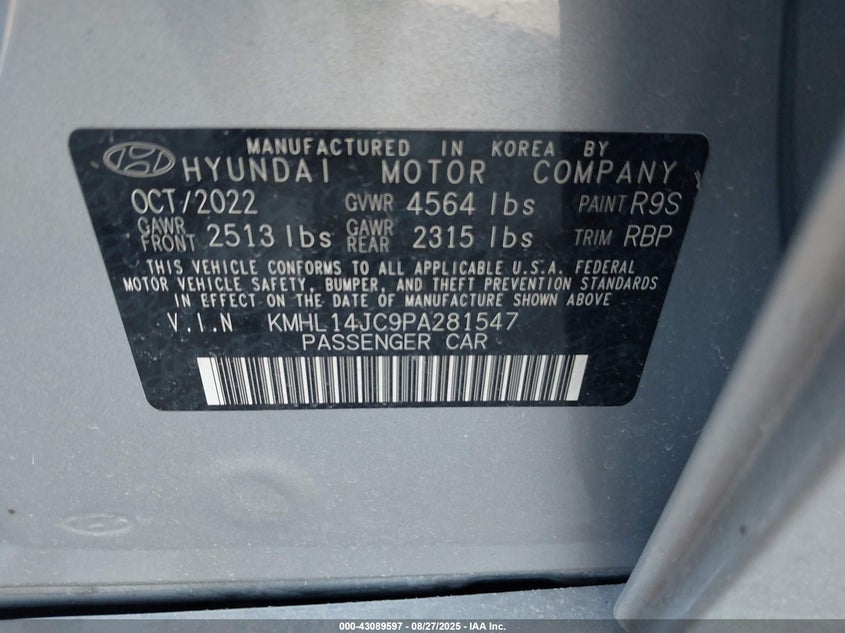 MANUFACTURED IN KOREA BY
HYUNDAI MOTOR COMPANY
OCT/2022 GVWR 4564 lbs PAINT R9S
GAWR FRONT 2513 lbs GAWR REAR 2315 lbs TRIM RBP
THIS VEHICLE CONFORMS TO ALL APPLICABLE U.S.A. FEDERAL
MOTOR VEHICLE SAFETY, BUMPER, AND THEFT PREVENTION STANDARDS
IN EFFECT ON THE DATE OF MANUFACTURE SHOWN ABOVE
V.I.N KMHL14JC9PA281547
PASSENGER CAR
000-43089597 - 08/27/2025 - IAA Inc.